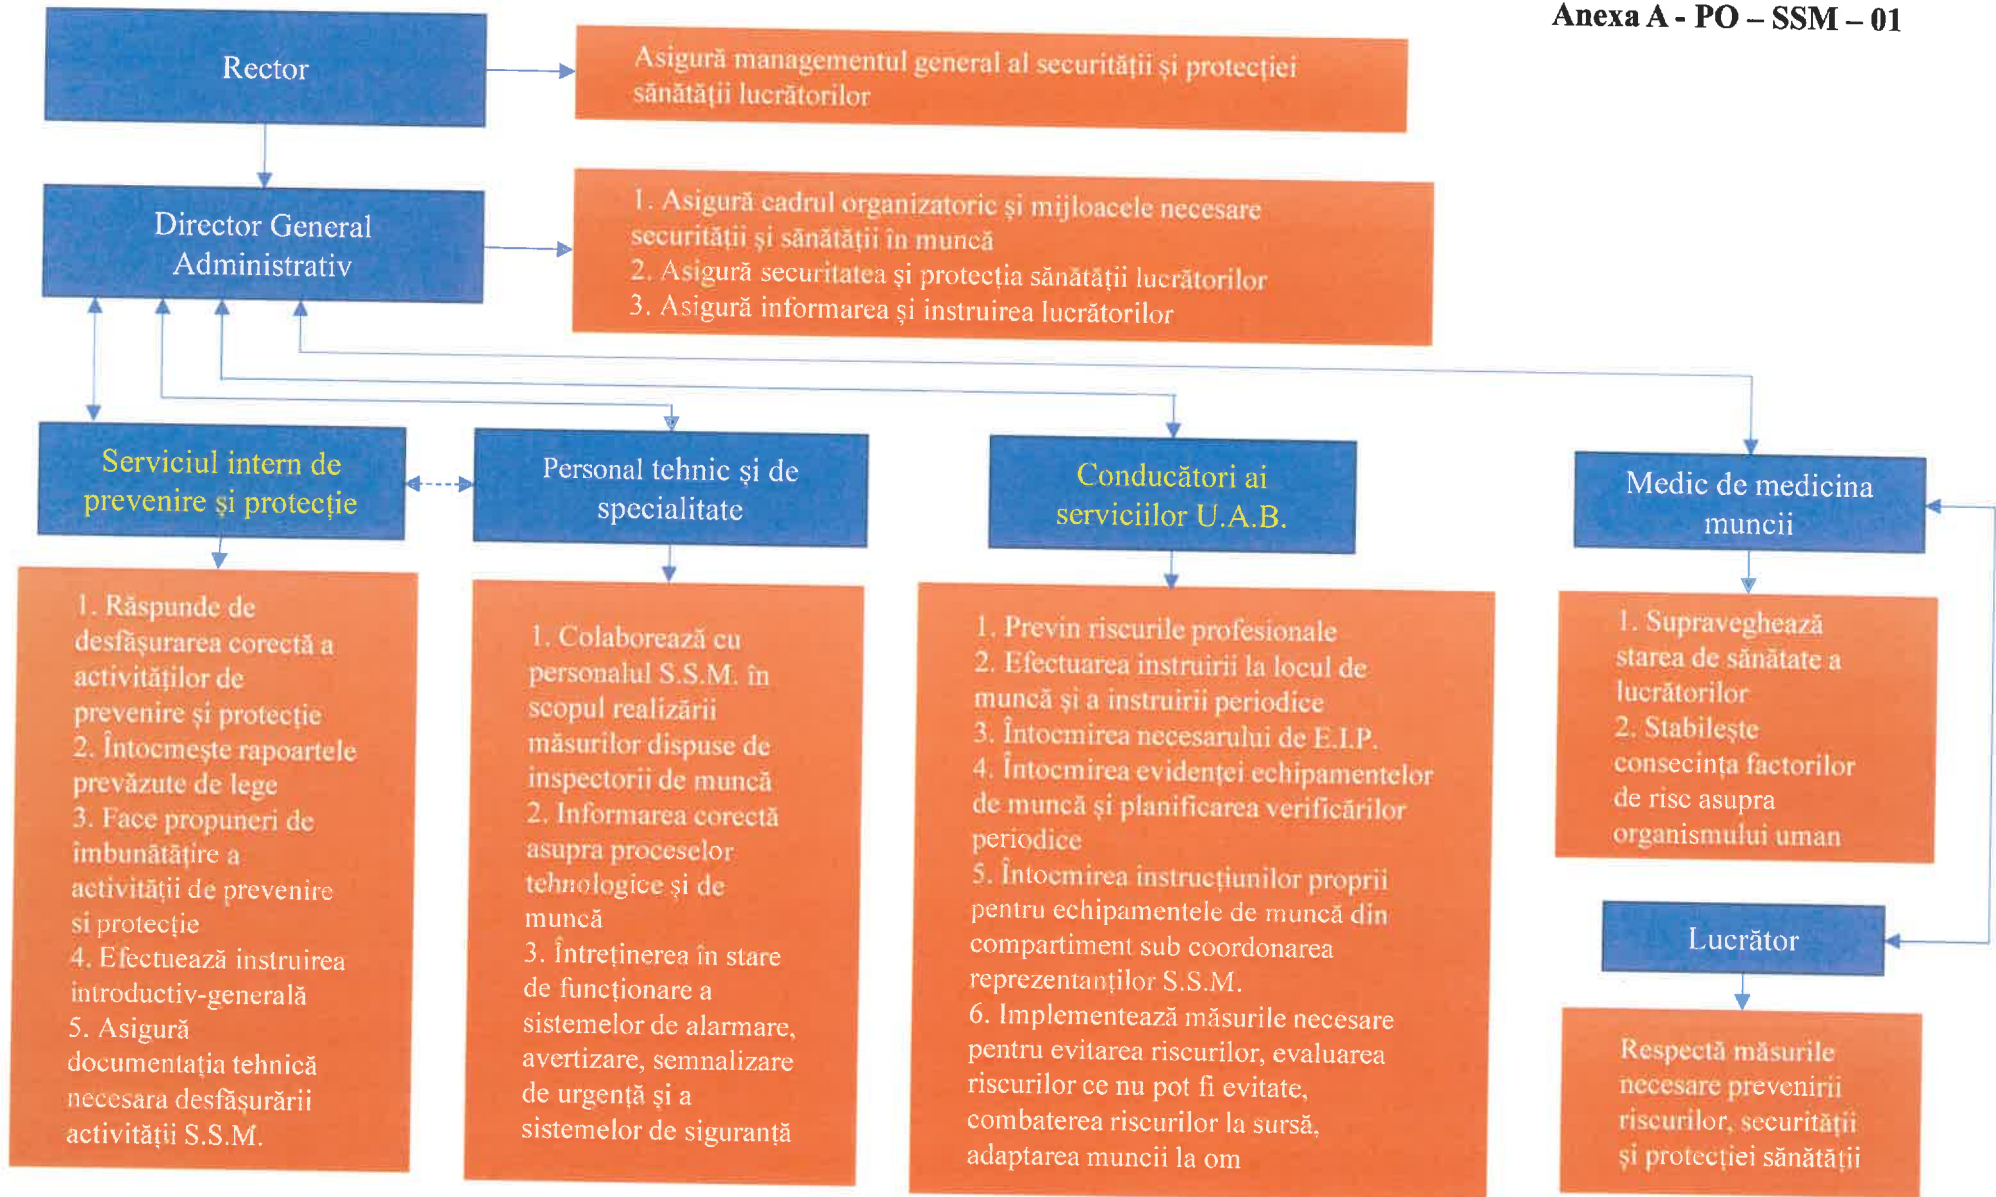 Anexa A - PO – SSM – 01
Rector
Asigură managementul general al securității și protecției
sănătății lucrătorilor
Director General
Administrativ
1. Asigură cadrul organizatoric și mijloacele necesare
securității și sănătății în muncă
2. Asigură securitatea și protecția sănătății lucrătorilor
3. Asigură informarea și instruirea lucrătorilor
Serviciul intern de
prevenire și protecție
Personal tehnic și de
specialitate
Conducători ai
serviciilor U.A.B.
Medic de medicina
muncii
1. Răspunde de
desfășurarea corectă a
activităților de
prevenire și protecție
2. Întocmește rapoartele
prevăzute de lege
3. Face propuneri de
îmbunătățire a
activității de prevenire
si protecție
4. Efectuează instruirea
introductiv-generală
5. Asigură
documentația tehnică
necesara desfășurării
activității S.S.M.
1. Colaborează cu
personalul S.S.M. în
scopul realizării
măsurilor dispuse de
inspectorii de muncă
2. Informarea corectă
asupra proceselor
tehnologice și de
muncă
3. Întreținerea în stare
de funcționare a
sistemelor de alarmare,
avertizare, semnalizare
de urgență și a
sistemelor de siguranță
1. Previn riscurile profesionale
2. Efectuarea instruirii la locul de
muncă și a instruirii periodice
3. Întocmirea necesarului de E.I.P.
4. Întocmirea evidenței echipamentelor
de muncă și planificarea verificărilor
periodice
5. Întocmirea instrucțiunilor proprii
pentru echipamentele de muncă din
compartiment sub coordonarea
reprezentanților S.S.M.
6. Implementează măsurile necesare
pentru evitarea riscurilor, evaluarea
riscurilor ce nu pot fi evitate,
combaterea riscurilor la sursă,
adaptarea muncii la om
1. Supraveghează
starea de sănătate a
lucrătorilor
2. Stabilește
consecința factorilor
de risc asupra
organismului uman
Lucrător
Respectă măsurile
necesare prevenirii
riscurilor, securității
și protecției sănătății